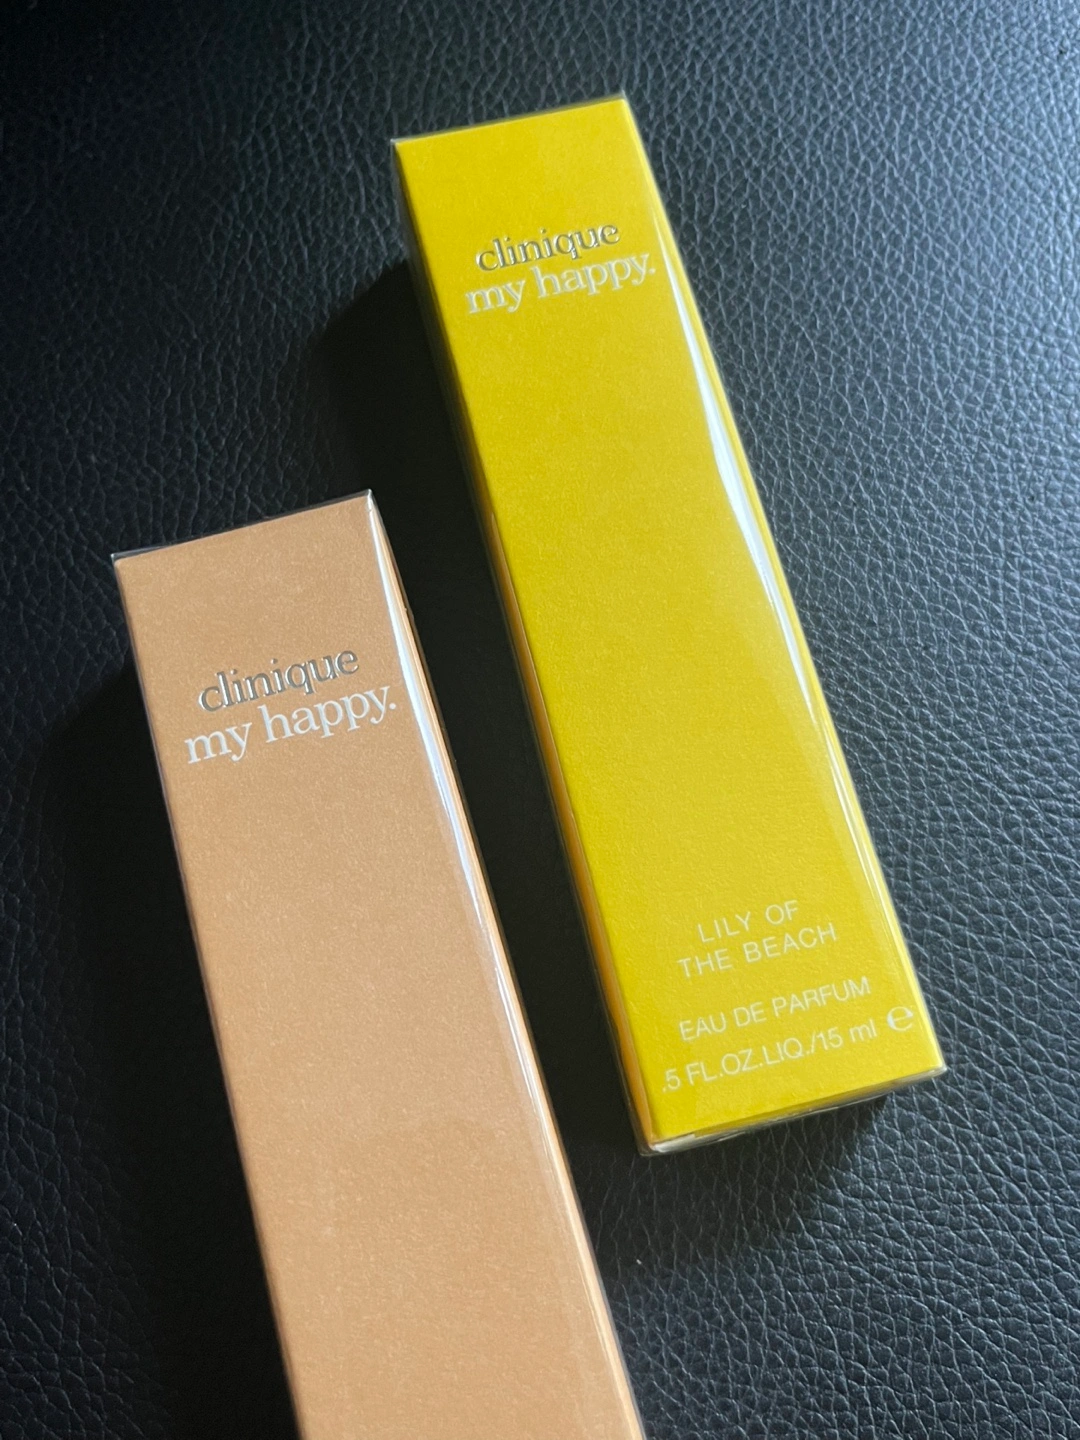 clinique
my happy.
LILY OF
THE BEACH
EAU DE PARFUM
.5 FL.OZ.LIQ./15 ml ℮
clinique
my happy.